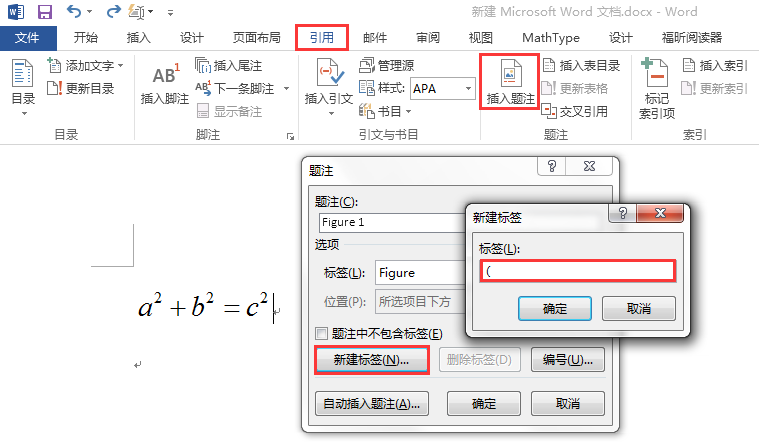 新建 Microsoft Word 文档.docx - Word
文件 开始 插入 设计 页面布局 引用 邮件 审阅 视图 MathType 设计 福昕阅读器
目录
添加文字
更新目录
目录
AB¹
插入脚注
插入尾注
下一条脚注
显示备注
脚注
插入引文
管理源
样式: APA
书目
引文与书目
插入题注
插入表目录
更新表格
交叉引用
题注
标记
索引项
插入索引
更新索引
索引
题注
题注(C):
Figure 1
选项
标签(L): Figure
位置(P): 所选项目下方
题注中不包含标签(E)
新建标签(N)... 删除标签(D) 编号(U)...
自动插入题注(A)... 确定 取消
新建标签
标签(L):
(
确定 取消
a² + b² = c²